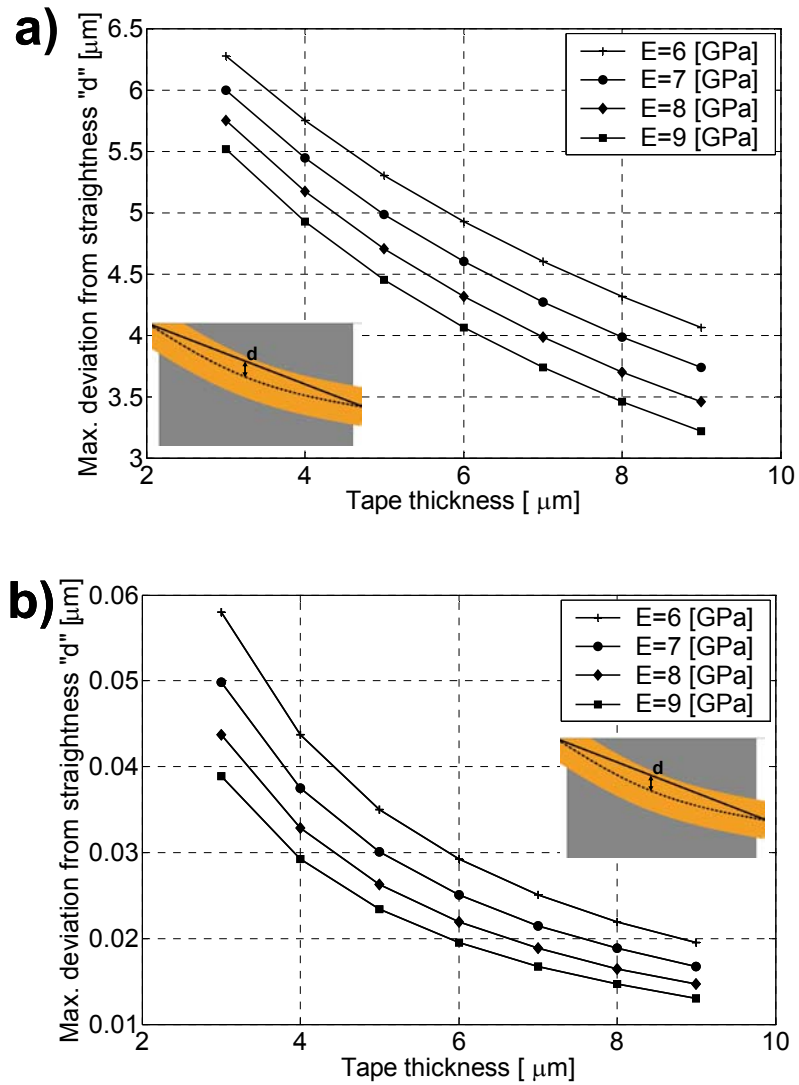 a)
Max. deviation from straightness "d" [μm]
6.5
6
5.5
5
4.5
4
3.5
3
E=6 [GPa]
E=7 [GPa]
E=8 [GPa]
E=9 [GPa]
d
2 4 6 8 10
Tape thickness [ μm]
b)
Max. deviation from straightness "d" [μm]
0.06
0.05
0.04
0.03
0.02
0.01
E=6 [GPa]
E=7 [GPa]
E=8 [GPa]
E=9 [GPa]
d
2 4 6 8 10
Tape thickness [ μm]